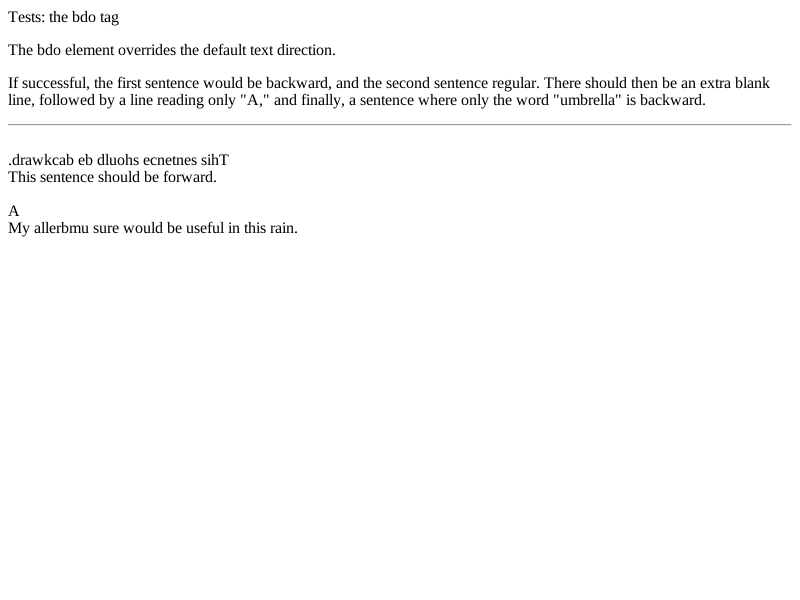 Tests: the bdo tag
The bdo element overrides the default text direction.
If successful, the first sentence would be backward, and the second sentence regular. There should then be an extra blank
line, followed by a line reading only "A," and finally, a sentence where only the word "umbrella" is backward.
.drawkcab eb dluohs ecnetnes sihT
This sentence should be forward.
A
My allerbmu sure would be useful in this rain.